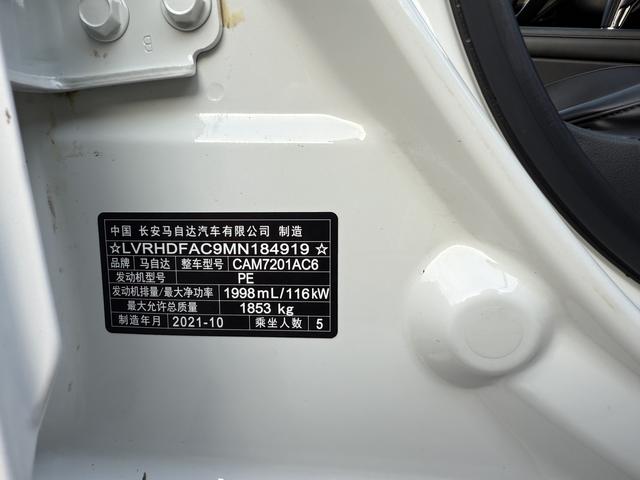 中国 长安马自达汽车有限公司 制造
☆LVRHDFAC9MN184919☆
品牌 马自达 整车型号 CAM7201AC6
发动机型号 PE
发动机排量/最大净功率 1998mL/116kW
最大允许总质量 1853 kg
制造年月 2021-10 乘坐人数 5